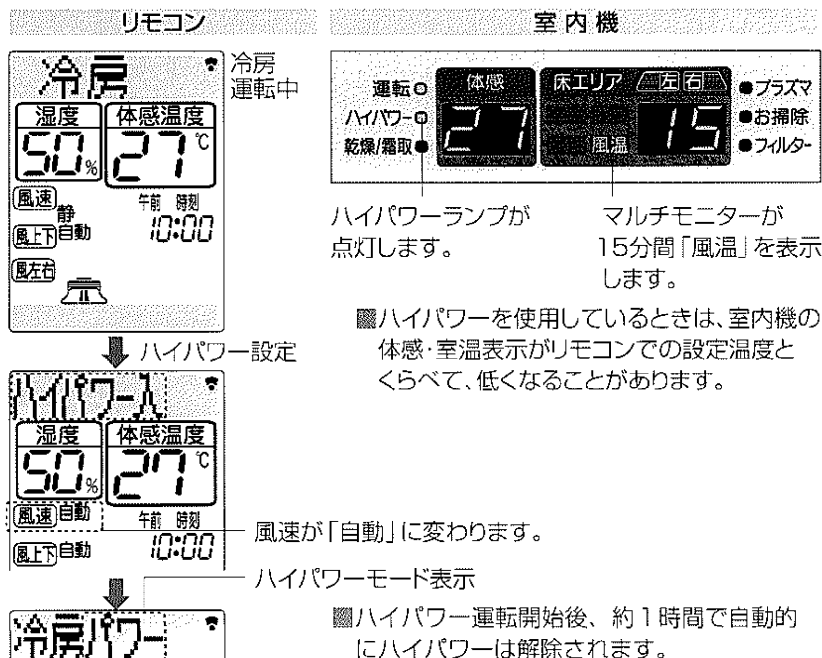 リモコン
室内機
冷房
冷房
運転中
湿度
体感温度
50%
27℃
風速
静
風上下
自動
午前 時刻
10:00
風左右
運転
ハイパワー
乾燥/霜取
体感
27
床エリア
左右
風温
15
プラズマ
お掃除
フィルター
ハイパワーランプが
点灯します。
マルチモニターが
15分間「風温」を表示
します。
■ハイパワーを使用しているときは、室内機の
体感・室温表示がリモコンでの設定温度と
くらべて、低くなることがあります。
ハイパワー設定
ハイパワー入
湿度
体感温度
50%
27℃
風速
自動
風上下
自動
午前 時刻
10:00
風速が「自動」に変わります。
ハイパワーモード表示
冷房パワー
■ハイパワー運転開始後、約1時間で自動的
にハイパワーは解除されます。